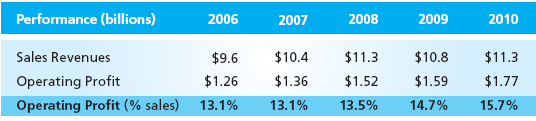 Performance (billions) 2006 2007 2008 2009 2010
Sales Revenues $9.6 $10.4 $11.3 $10.8 $11.3
Operating Profit $1.26 $1.36 $1.52 $1.59 $1.77
Operating Profit (% sales) 13.1% 13.1% 13.5% 14.7% 15.7%